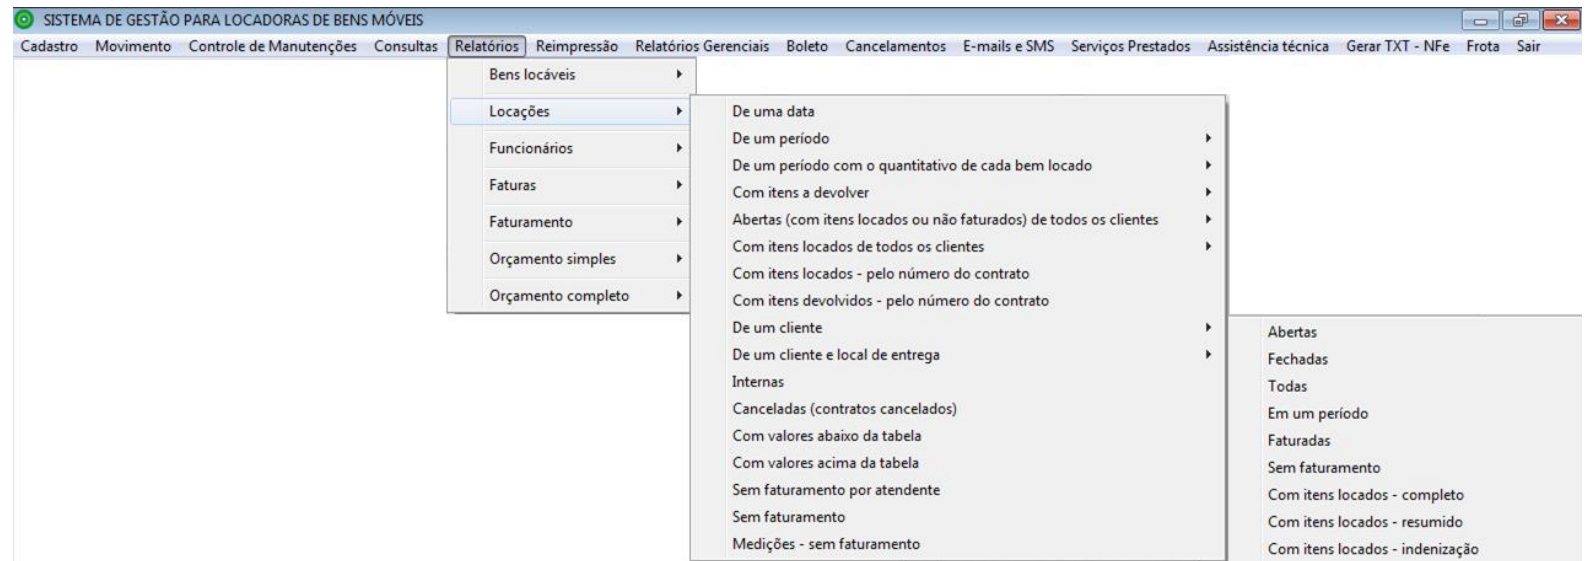 SISTEMA DE GESTÃO PARA LOCADORAS DE BENS MÓVEIS
Cadastro Movimento Controle de Manutenções Consultas Relatórios Reimpressão Relatórios Gerenciais Boleto Cancelamentos E-mails e SMS Serviços Prestados Assistência técnica Gerar TXT - NFe Frota Sair
Bens locáveis
Locações
Funcionários
Faturas
Faturamento
Orçamento simples
Orçamento completo
De uma data
De um período
De um período com o quantitativo de cada bem locado
Com itens a devolver
Abertas (com itens locados ou não faturados) de todos os clientes
Com itens locados de todos os clientes
Com itens locados - pelo número do contrato
Com itens devolvidos - pelo número do contrato
De um cliente
De um cliente e local de entrega
Internas
Canceladas (contratos cancelados)
Com valores abaixo da tabela
Com valores acima da tabela
Sem faturamento por atendente
Sem faturamento
Medições - sem faturamento
Abertas
Fechadas
Todas
Em um período
Faturadas
Sem faturamento
Com itens locados - completo
Com itens locados - resumido
Com itens locados - indenização